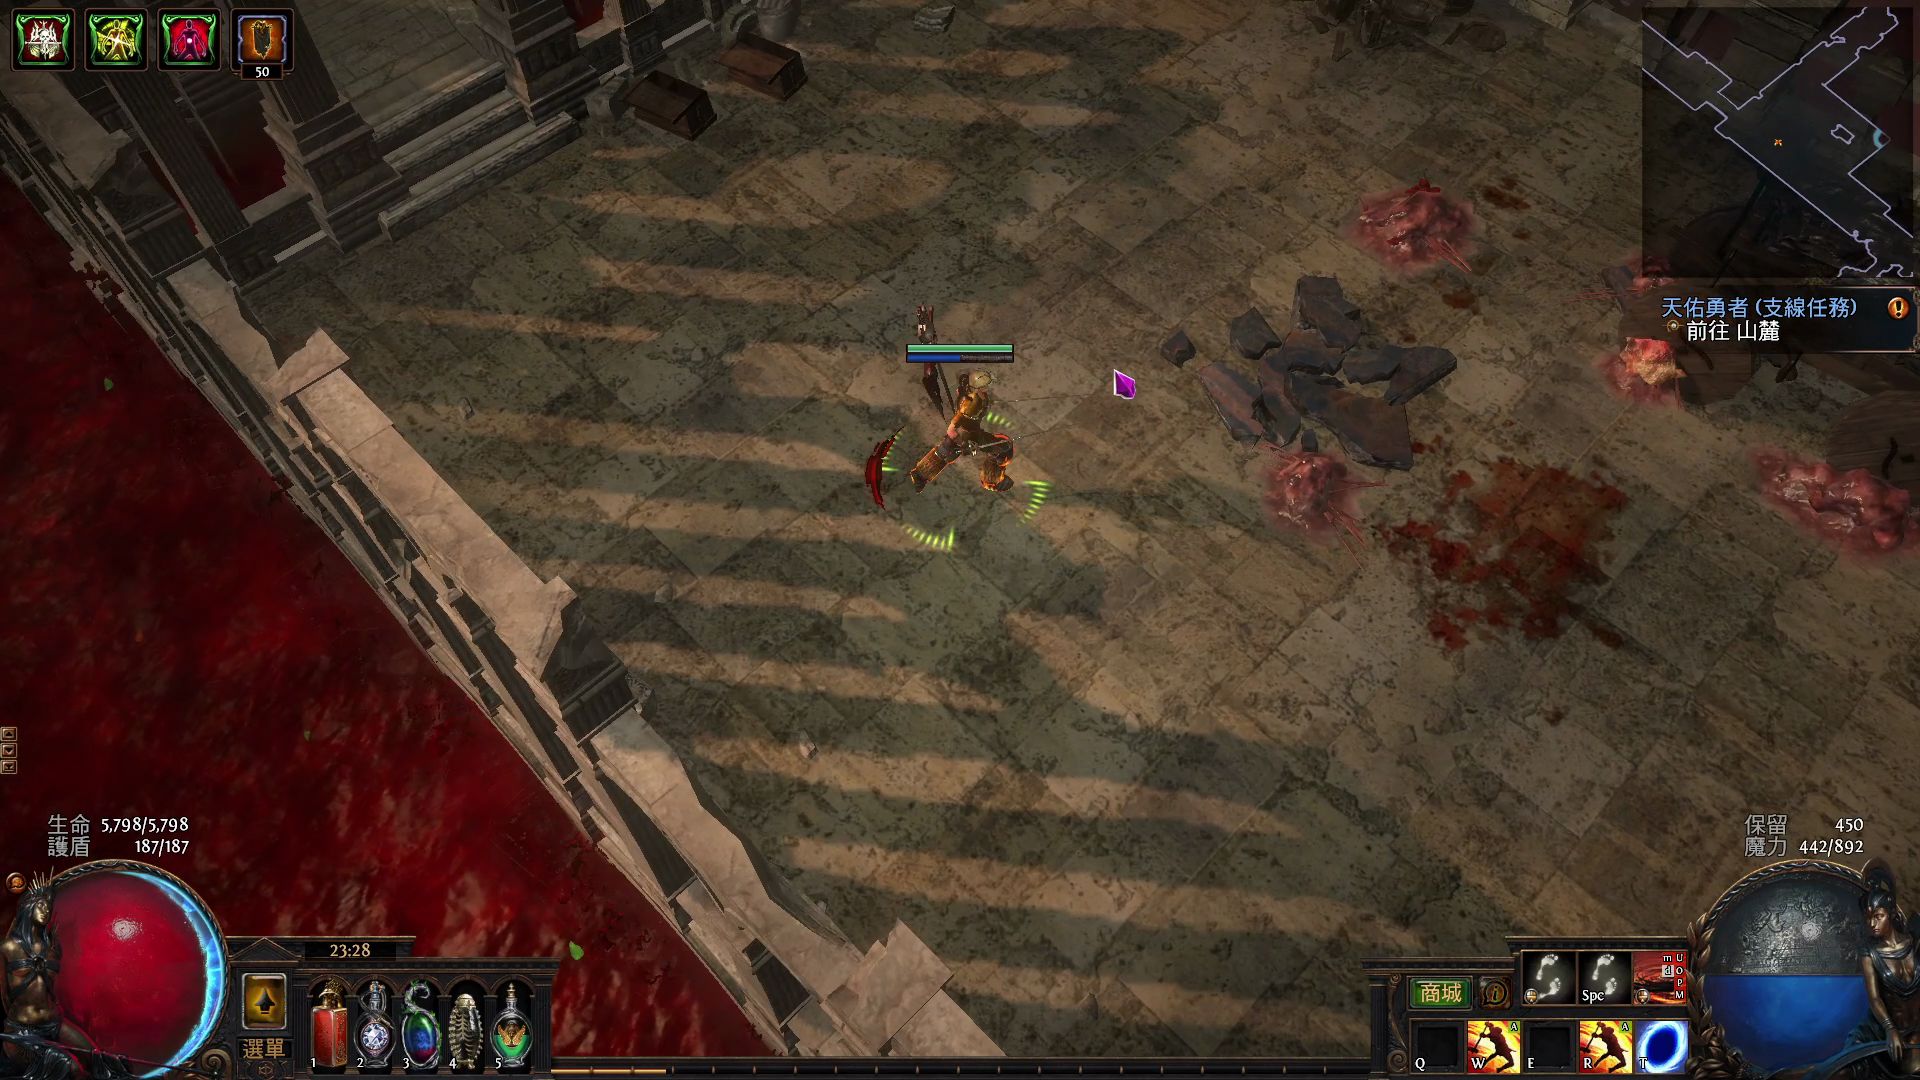 50
天佑勇者 (支線任務)
前往 山麓
生命 5,798/5,798
護盾 187/187
保留 450
魔力 442/892
23:28
選單
1 2 3 4 5
商城
Spc
m U
d O
P
M
Q W A E R A T